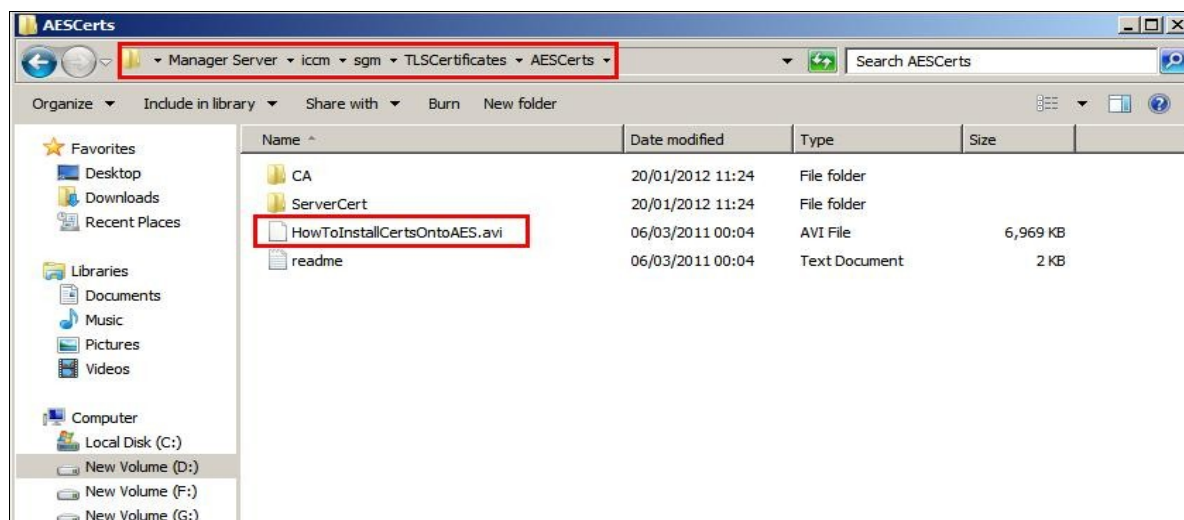 AESCerts
Manager Server iccm sgm TLSCertificates AESCerts Search AESCerts
Organize Include in library Share with Burn New folder
Favorites
Desktop
Downloads
Recent Places
Libraries
Documents
Music
Pictures
Videos
Computer
Local Disk (C:)
New Volume (D:)
New Volume (F:)
New Volume (G:)
Name Date modified Type Size
CA 20/01/2012 11:24 File folder
ServerCert 20/01/2012 11:24 File folder
HowToInstallCertsOntoAES.avi 06/03/2011 00:04 AVI File 6,969 KB
readme 06/03/2011 00:04 Text Document 2 KB